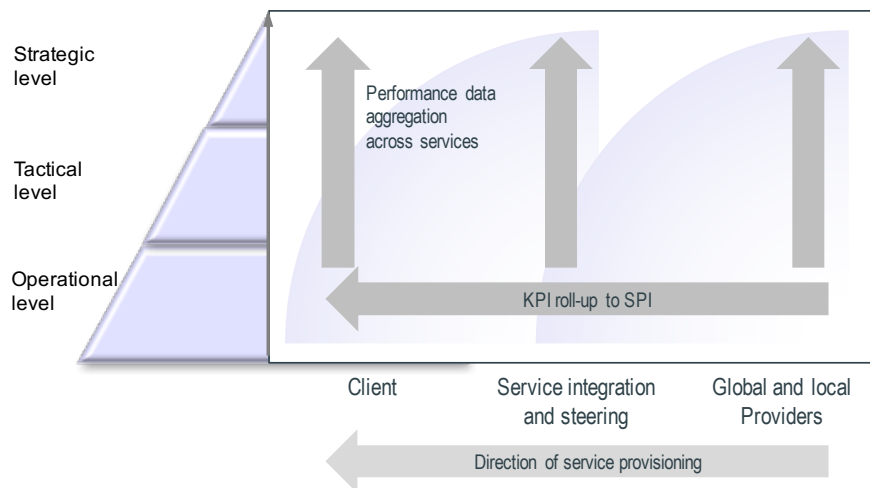 Strategic
level
Performance data
aggregation
across services
Tactical
level
Operational
level
KPI roll-up to SPI
Client
Service integration
and steering
Global and local
Providers
Direction of service provisioning